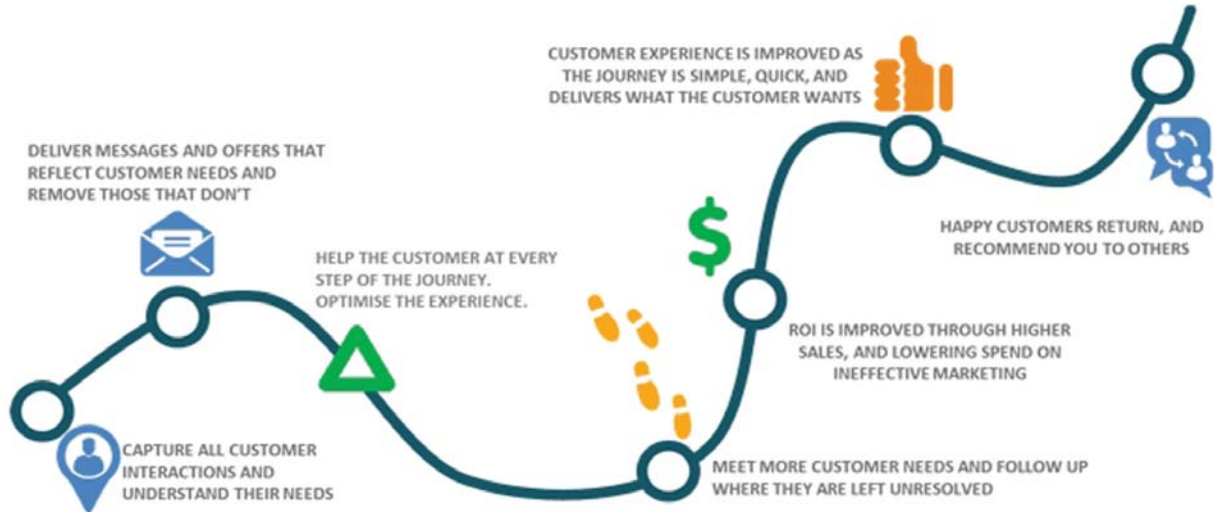 CUSTOMER EXPERIENCE IS IMPROVED AS
THE JOURNEY IS SIMPLE, QUICK, AND
DELIVERS WHAT THE CUSTOMER WANTS
DELIVER MESSAGES AND OFFERS THAT
REFLECT CUSTOMER NEEDS AND
REMOVE THOSE THAT DON'T
HAPPY CUSTOMERS RETURN, AND
RECOMMEND YOU TO OTHERS
HELP THE CUSTOMER AT EVERY
STEP OF THE JOURNEY.
OPTIMISE THE EXPERIENCE.
$
ROI IS IMPROVED THROUGH HIGHER
SALES, AND LOWERING SPEND ON
INEFFECTIVE MARKETING
CAPTURE ALL CUSTOMER
INTERACTIONS AND
UNDERSTAND THEIR NEEDS
MEET MORE CUSTOMER NEEDS AND FOLLOW UP
WHERE THEY ARE LEFT UNRESOLVED